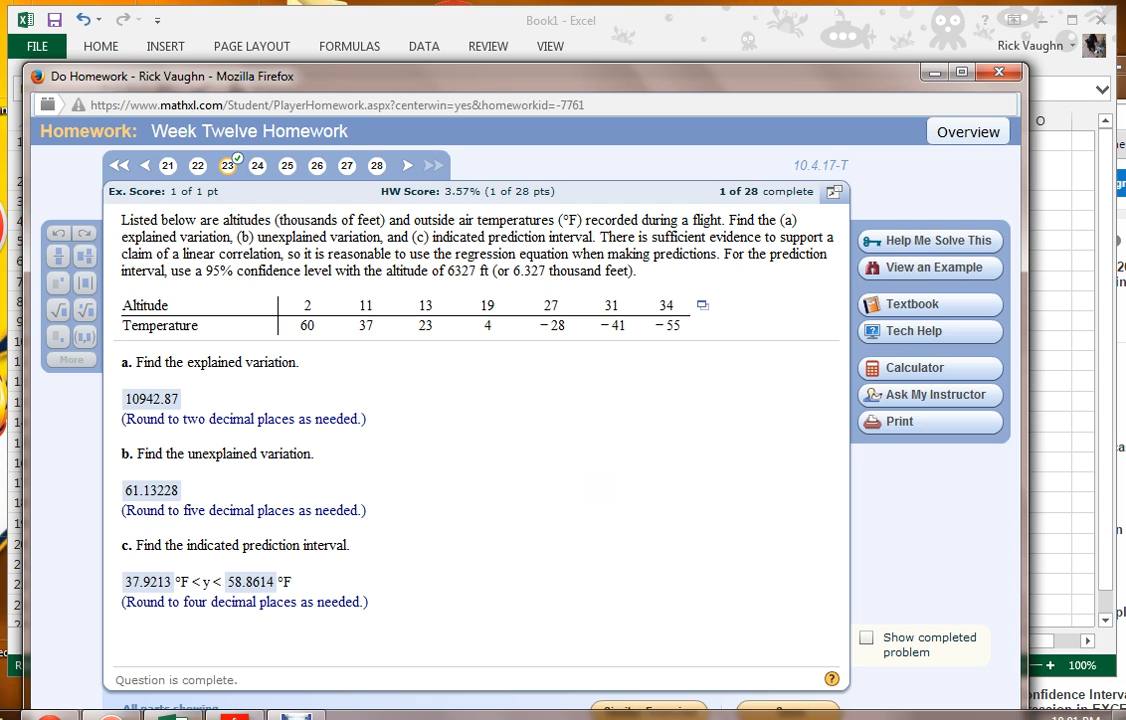 Book1 - Excel
FILE HOME INSERT PAGE LAYOUT FORMULAS DATA REVIEW VIEW Rick Vaughn
Do Homework - Rick Vaughn - Mozilla Firefox
https://www.mathxl.com/Student/PlayerHomework.aspx?centerwin=yes&homeworkid=-7761
Homework: Week Twelve Homework
Overview
21 22 23 24 25 26 27 28
10.4.17-T
Ex. Score: 1 of 1 pt HW Score: 3.57% (1 of 28 pts) 1 of 28 complete
Listed below are altitudes (thousands of feet) and outside air temperatures (°F) recorded during a flight. Find the (a)
explained variation, (b) unexplained variation, and (c) indicated prediction interval. There is sufficient evidence to support a
claim of a linear correlation, so it is reasonable to use the regression equation when making predictions. For the prediction
interval, use a 95% confidence level with the altitude of 6327 ft (or 6.327 thousand feet).
Altitude 2 11 13 19 27 31 34
Temperature 60 37 23 4 −28 −41 −55
a. Find the explained variation.
10942.87
(Round to two decimal places as needed.)
b. Find the unexplained variation.
61.13228
(Round to five decimal places as needed.)
c. Find the indicated prediction interval.
37.9213 °F < y < 58.8614 °F
(Round to four decimal places as needed.)
Question is complete.
All parts showing
More
Help Me Solve This
View an Example
Textbook
Tech Help
Calculator
Ask My Instructor
Print
Show completed
problem
O
100%